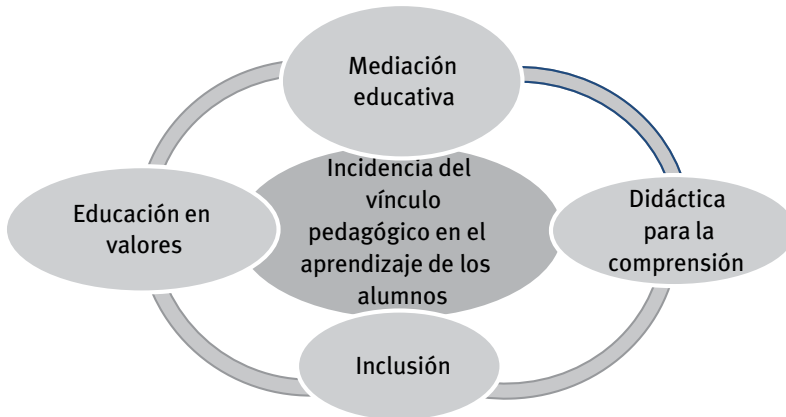 Mediación
educativa
Incidencia del
vínculo
pedagógico en el
aprendizaje de los
alumnos
Educación en
valores
Didáctica
para la
comprensión
Inclusión